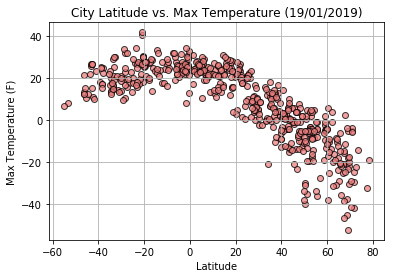 City Latitude vs. Max Temperature (19/01/2019)
Max Temperature (F)
40
20
0
−20
−40
−60 −40 −20 0 20 40 60 80
Latitude